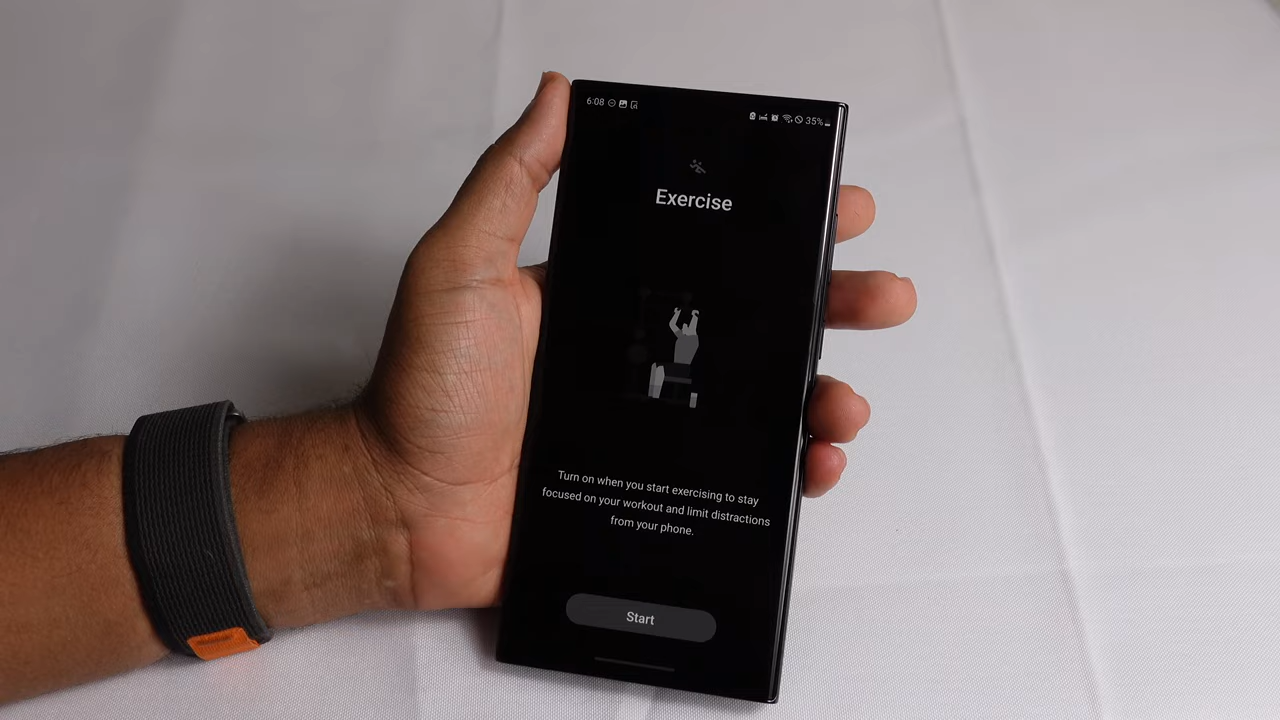 6:08
35%
Exercise
Turn on when you start exercising to stay
focused on your workout and limit distractions
from your phone.
Start